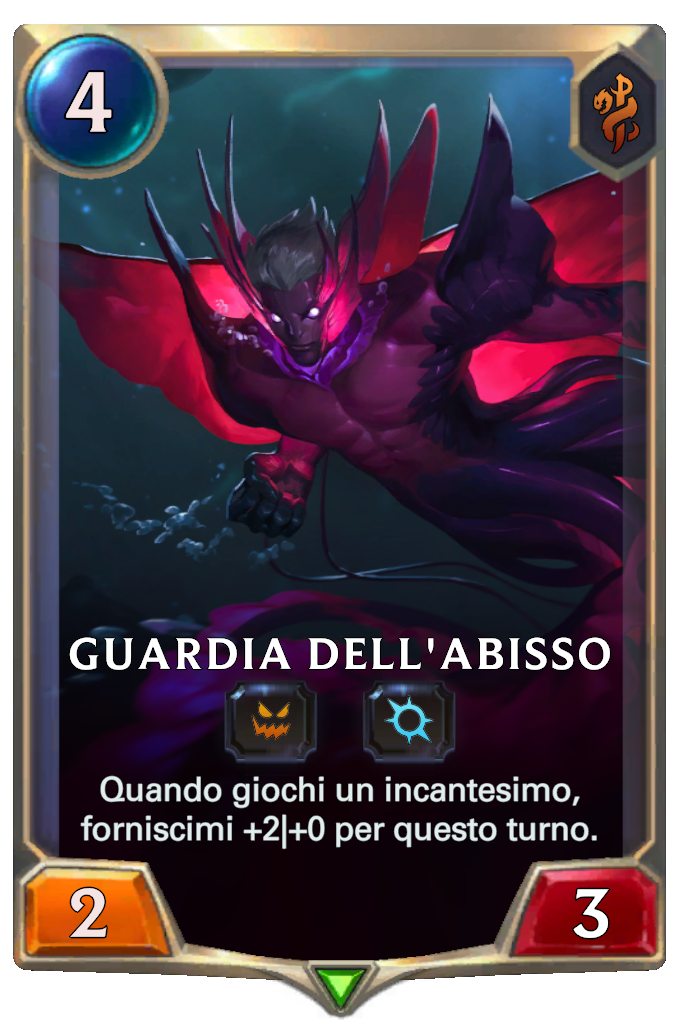 4
GUARDIA DELL'ABISSO
Quando giochi un incantesimo,
forniscimi +2|+0 per questo turno.
2
3